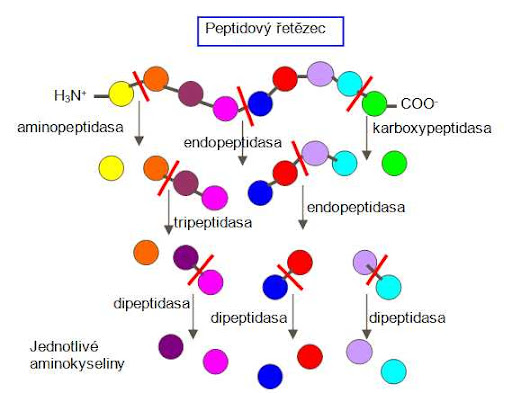 Peptidový řetězec
H₃N⁺
COO⁻
aminopeptidasa
endopeptidasa
karboxypeptidasa
tripeptidasa
endopeptidasa
dipeptidasa
dipeptidasa
dipeptidasa
Jednotlivé
aminokyseliny